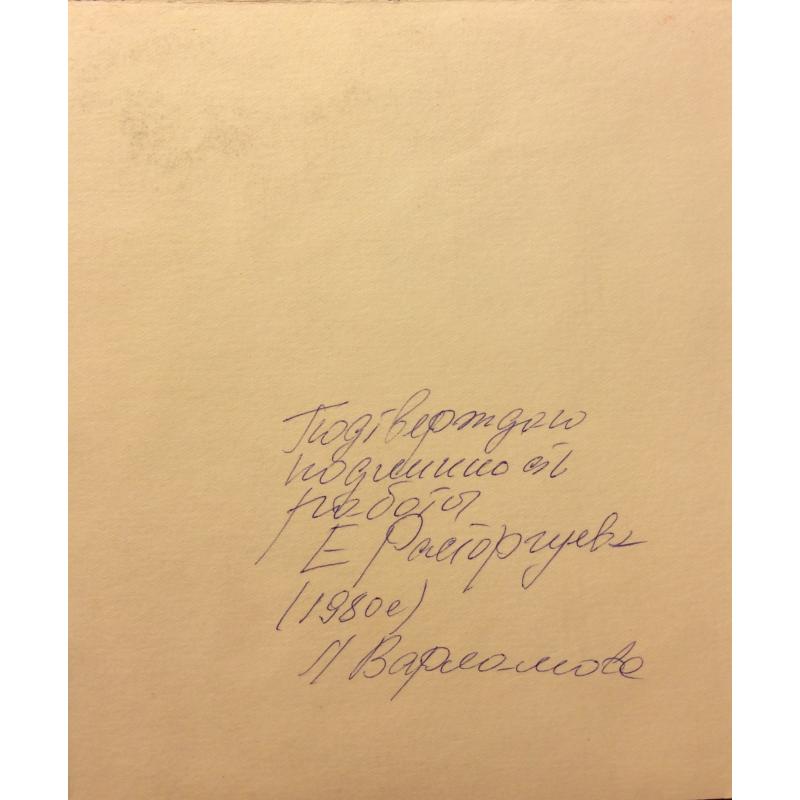 Подтверждаю
подлинность
работы
Е Расторгуева
(1980е)
Л Варламова